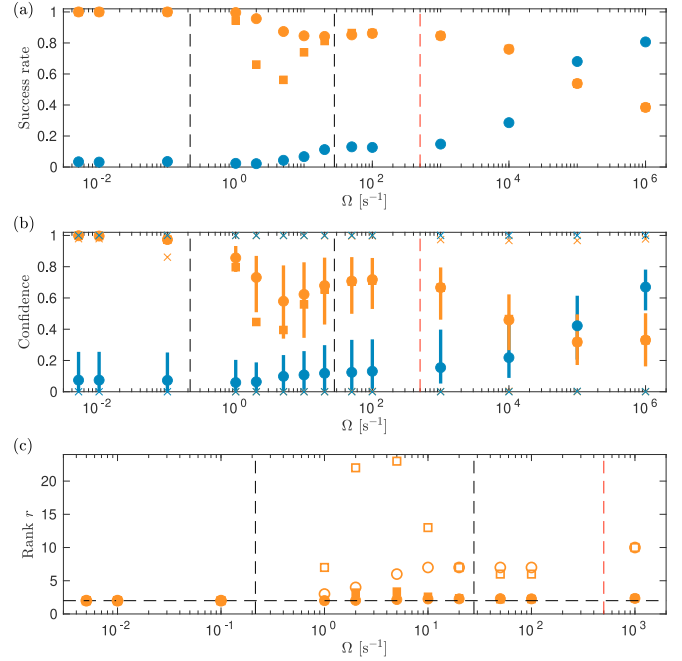 (a)
1
0.8
0.6
0.4
0.2
0
Success rate
10^-2 10^0 10^2 10^4 10^6
Ω [s^-1]
(b)
1
0.8
0.6
0.4
0.2
0
Confidence
10^-2 10^0 10^2 10^4 10^6
Ω [s^-1]
(c)
20
15
10
5
0
Rank r
10^-2 10^-1 10^0 10^1 10^2 10^3
Ω [s^-1]